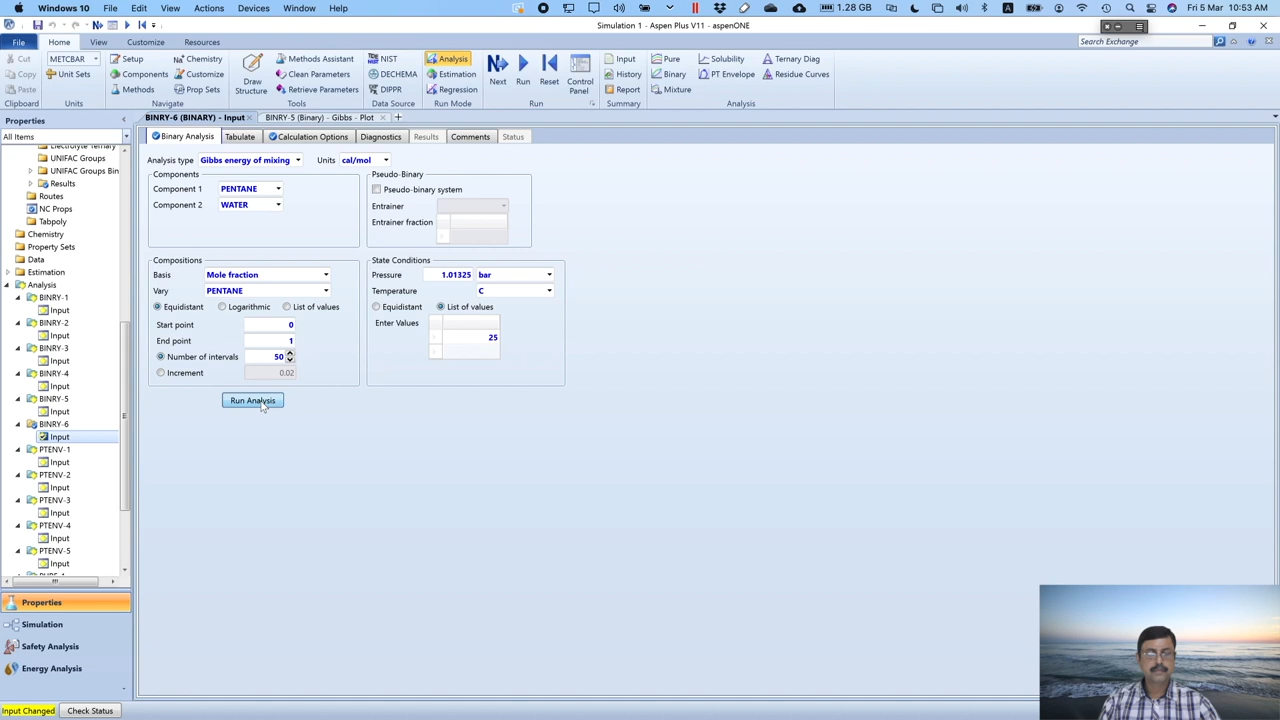 Windows 10 File Edit View Actions Devices Window Help 1.28 GB Fri 5 Mar 10:53 AM
Simulation 1 - Aspen Plus V11 - aspenONE
File Home View Customize Resources Search Exchange
Cut METCBAR Setup Chemistry Methods Assistant NIST Analysis Input Pure Solubility Ternary Diag
Copy Unit Sets Components Customize Draw Structure Clean Parameters DECHEMA Estimation Next Run Reset Control Panel History Binary PT Envelope Residue Curves
Paste Methods Prop Sets Retrieve Parameters DIPPR Regression Report Mixture
Clipboard Units Navigate Tools Data Source Run Mode Run Summary Analysis
Properties
All Items
UNIFAC Groups
UNIFAC Groups Bin
Results
Routes
NC Props
Tabpoly
Chemistry
Property Sets
Data
Estimation
Analysis
BINRY-1
Input
BINRY-2
Input
BINRY-3
Input
BINRY-4
Input
BINRY-5
Input
BINRY-6
Input
PTENV-1
Input
PTENV-2
Input
PTENV-3
Input
PTENV-4
Input
PTENV-5
Input
Properties
Simulation
Safety Analysis
Energy Analysis
BINRY-6 (BINARY) - Input BINRY-5 (Binary) - Gibbs - Plot
Binary Analysis Tabulate Calculation Options Diagnostics Results Comments Status
Analysis type Gibbs energy of mixing Units cal/mol
Components
Component 1 PENTANE
Component 2 WATER
Pseudo-Binary
Pseudo-binary system
Entrainer
Entrainer fraction
Compositions
Basis Mole fraction
Vary PENTANE
Equidistant Logarithmic List of values
Start point 0
End point 1
Number of intervals 50
Increment 0.02
State Conditions
Pressure 1.01325 bar
Temperature C
Equidistant List of values
Enter Values
25
Run Analysis
Input Changed Check Status